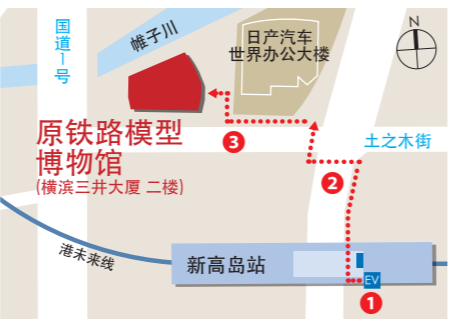 国道1号
帷子川
日产汽车
世界办公大楼
N
原铁路模型
博物馆
(横滨三井大厦 二楼)
3
土之木街
2
港未来线
新高岛站
EV
1